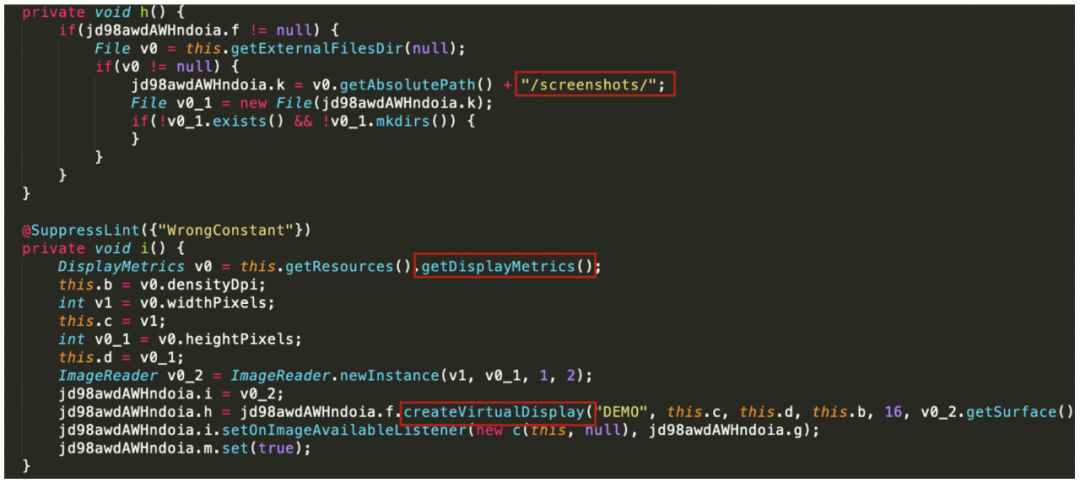 private void h() {
    if(jd98awdAWHndoia.f != null) {
        File v0 = this.getExternalFilesDir(null);
        if(v0 != null) {
            jd98awdAWHndoia.k = v0.getAbsolutePath() + "/screenshots/";
            File v0_1 = new File(jd98awdAWHndoia.k);
            if(!v0_1.exists() && !v0_1.mkdirs()) {
            }
        }
    }
}
@SuppressLint({"WrongConstant"})
private void i() {
    DisplayMetrics v0 = this.getResources().getDisplayMetrics();
    this.b = v0.densityDpi;
    int v1 = v0.widthPixels;
    this.c = v1;
    int v0_1 = v0.heightPixels;
    this.d = v0_1;
    ImageReader v0_2 = ImageReader.newInstance(v1, v0_1, 1, 2);
    jd98awdAWHndoia.i = v0_2;
    jd98awdAWHndoia.h = jd98awdAWHndoia.f.createVirtualDisplay("DEMO", this.c, this.d, this.b, 16, v0_2.getSurface()
    jd98awdAWHndoia.i.setOnImageAvailableListener(new c(this, null), jd98awdAWHndoia.g);
    jd98awdAWHndoia.m.set(true);
}